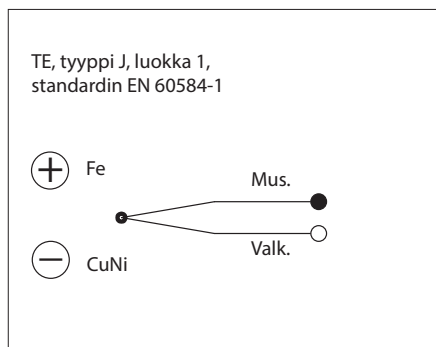 TE, tyyppi J, luokka 1,
standardin EN 60584-1
Fe
Mus.
Valk.
CuNi